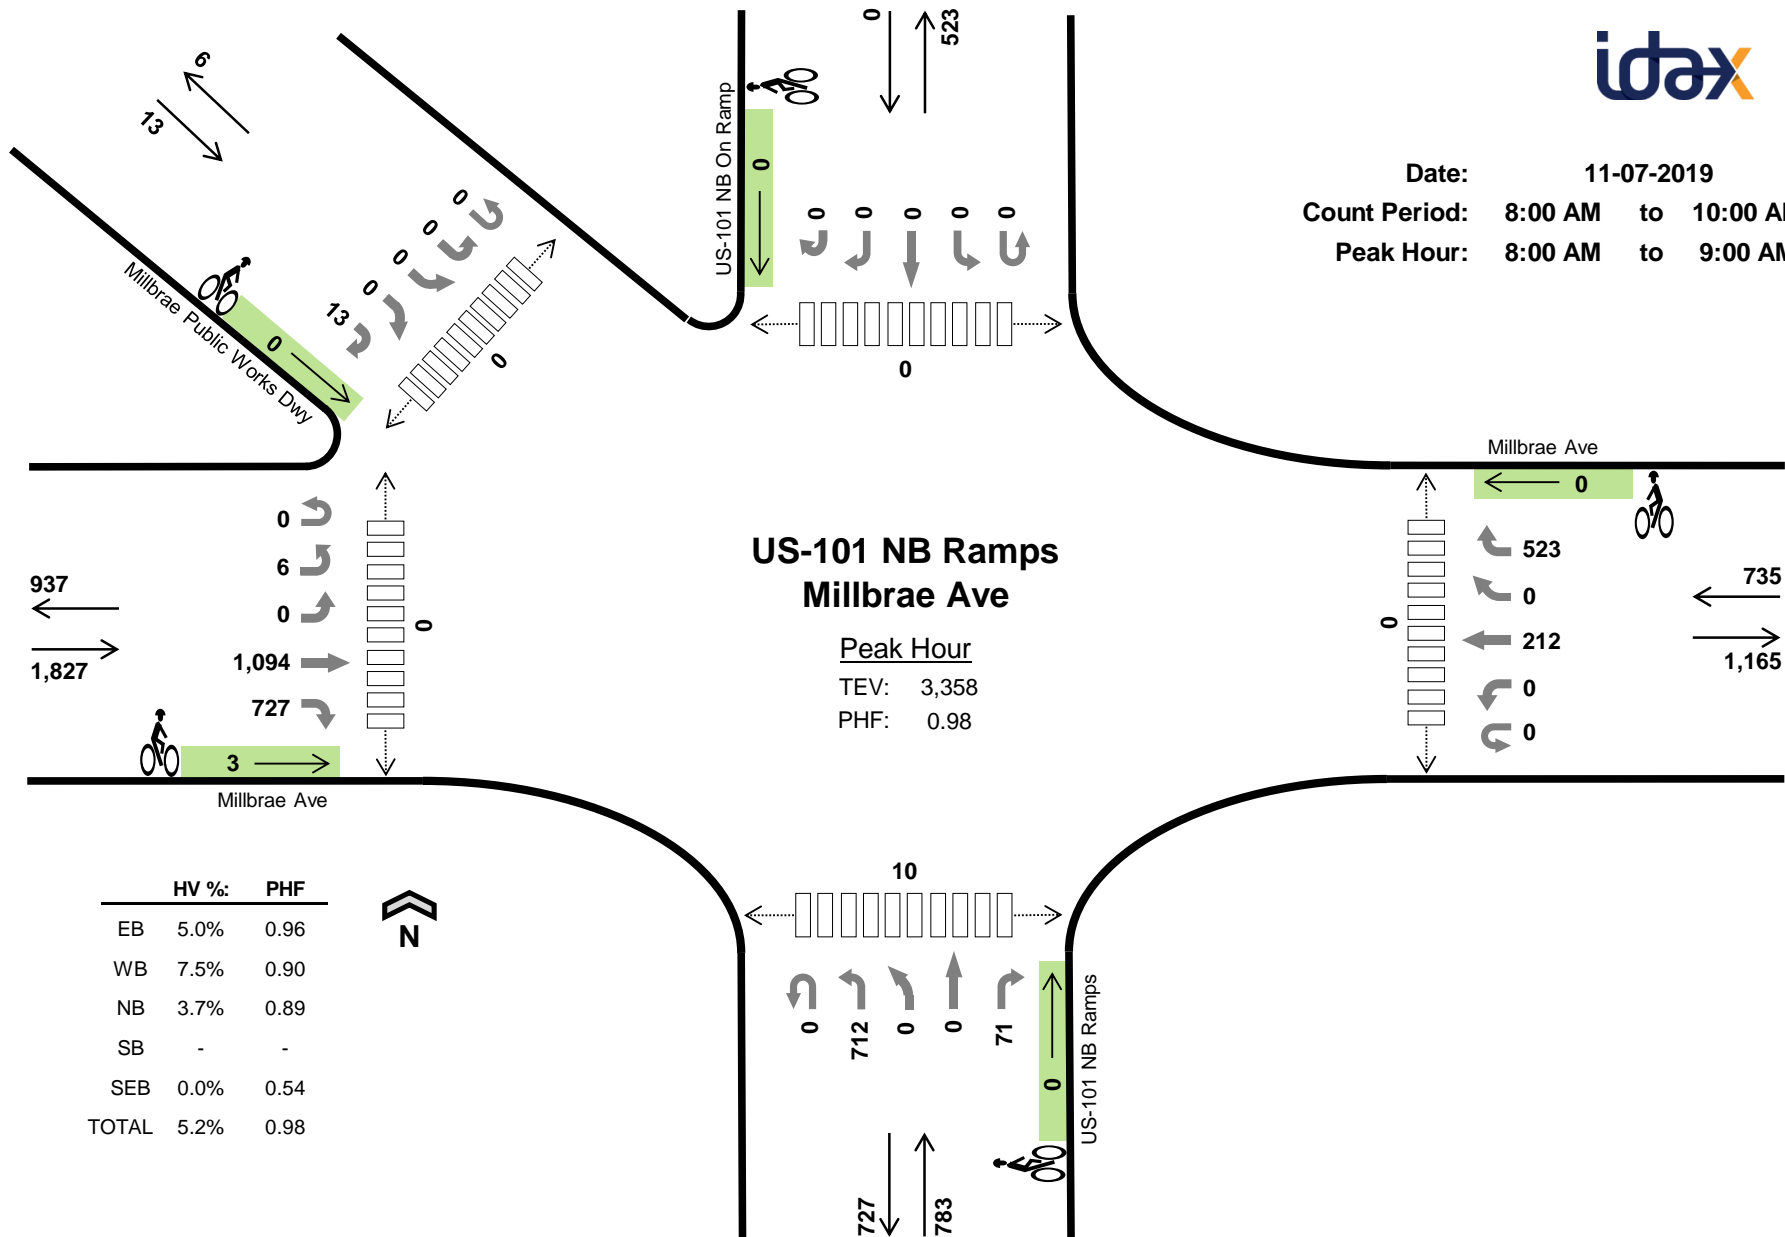 idax
Date: 11-07-2019
Count Period: 8:00 AM to 10:00 A
Peak Hour: 8:00 AM to 9:00 AM
0
523
6
13
US-101 NB On Ramp
0
0 0 0 0 0
0
Millbrae Public Works Dwy
0
13 0 0 0 0
0
Millbrae Ave
0
523
0
212
0
0
0
735
1,165
937
1,827
0
6
0
1,094
727
0
3
Millbrae Ave
US-101 NB Ramps
Millbrae Ave
Peak Hour
TEV: 3,358
PHF: 0.98
10
0 712 0 0 71
0
US-101 NB Ramps
727
783
HV %: PHF
EB 5.0% 0.96
WB 7.5% 0.90
NB 3.7% 0.89
SB - -
SEB 0.0% 0.54
TOTAL 5.2% 0.98
N